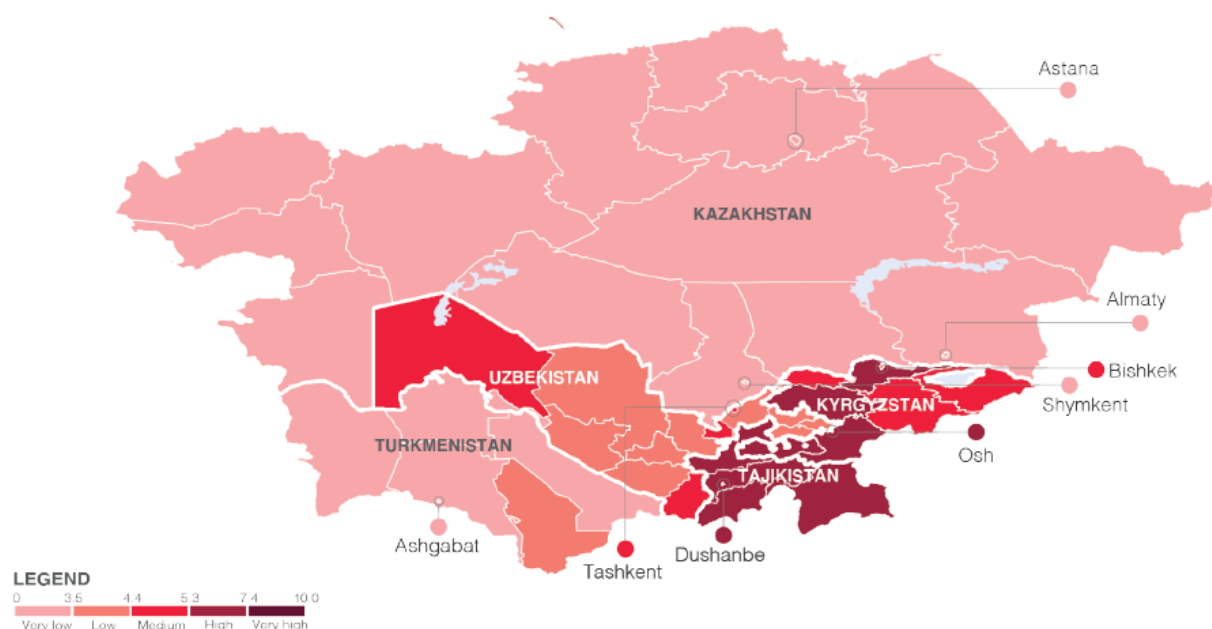 Astana
KAZAKHSTAN
Almaty
Bishkek
UZBEKISTAN
KYRGYZSTAN
Shymkent
TURKMENISTAN
Osh
TAJIKISTAN
Ashgabat
Dushanbe
Tashkent
LEGEND
0 3.5 4.4 5.3 7.4 10.0
Very low Low Medium High Very high